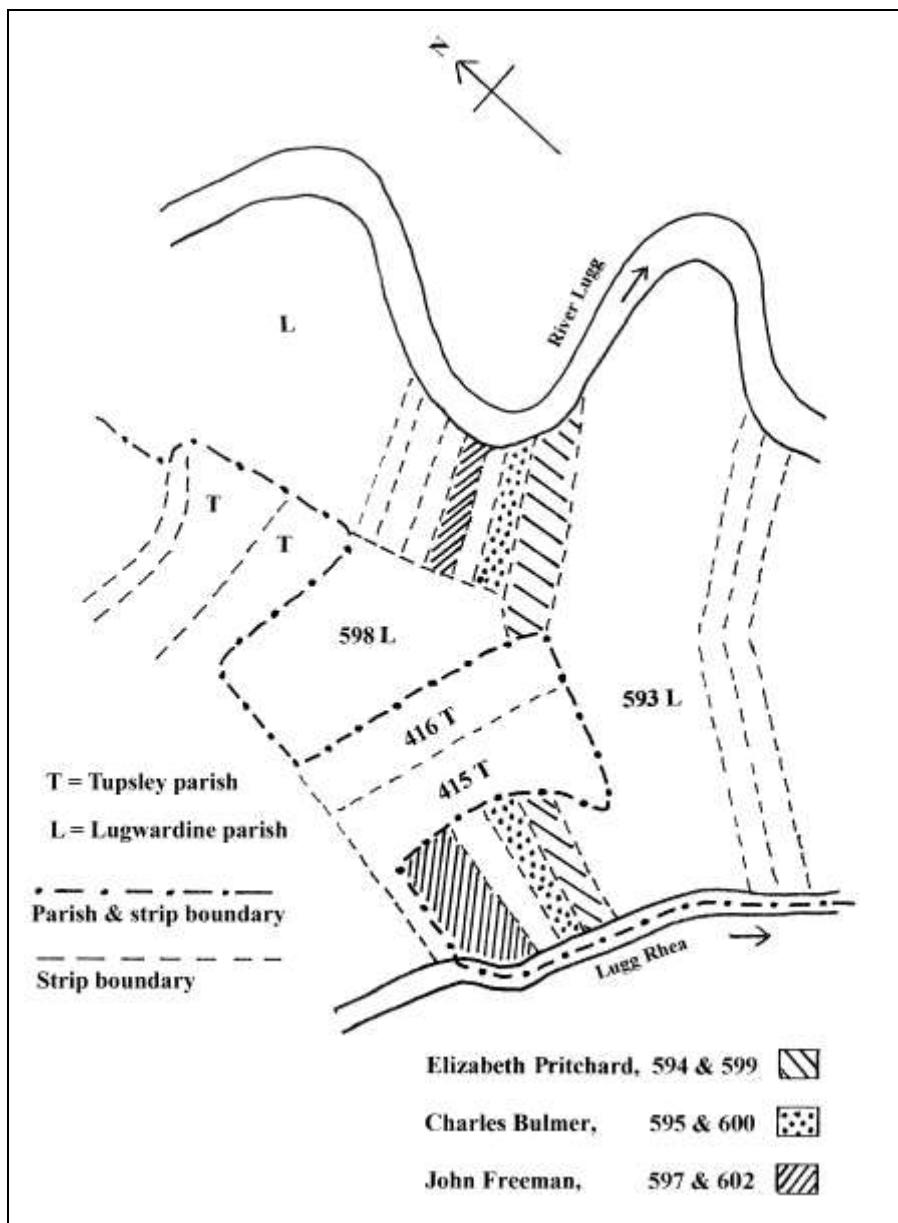 N
River Lugg
L
T
T
598 L
593 L
416 T
415 T
T = Tupsley parish
L = Lugwardine parish
Parish & strip boundary
Strip boundary
Lugg Rhea
Elizabeth Pritchard, 594 & 599
Charles Bulmer, 595 & 600
John Freeman, 597 & 602